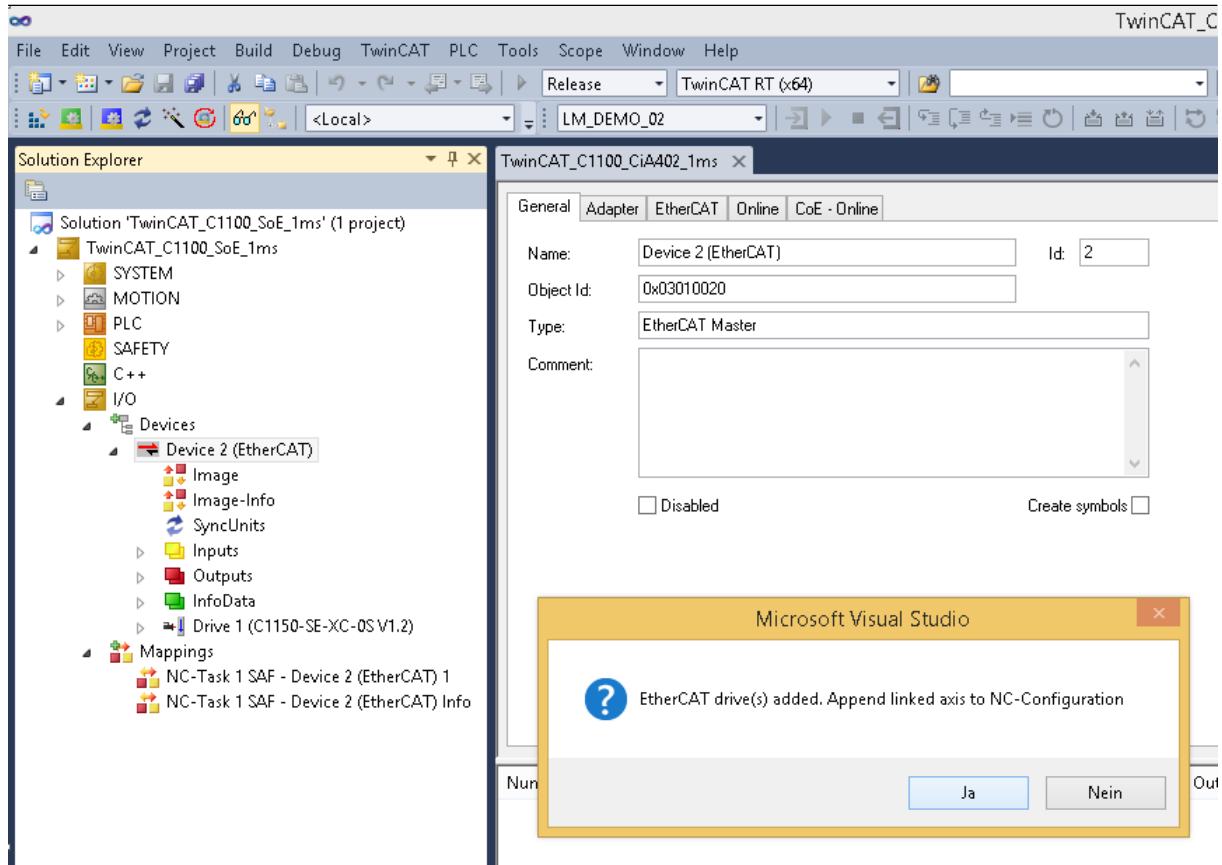 TwinCAT_C
File Edit View Project Build Debug TwinCAT PLC Tools Scope Window Help
Release TwinCAT RT (x64)
<Local> LM_DEMO_02
Solution Explorer
TwinCAT_C1100_CiA402_1ms
Solution 'TwinCAT_C1100_SoE_1ms' (1 project)
TwinCAT_C1100_SoE_1ms
SYSTEM
MOTION
PLC
SAFETY
C++
I/O
Devices
Device 2 (EtherCAT)
Image
Image-Info
SyncUnits
Inputs
Outputs
InfoData
Drive 1 (C1150-SE-XC-0S V1.2)
Mappings
NC-Task 1 SAF - Device 2 (EtherCAT) 1
NC-Task 1 SAF - Device 2 (EtherCAT) Info
General Adapter EtherCAT Online CoE - Online
Name: Device 2 (EtherCAT) Id: 2
Object Id: 0x03010020
Type: EtherCAT Master
Comment:
Disabled Create symbols
Microsoft Visual Studio
EtherCAT drive(s) added. Append linked axis to NC-Configuration
Ja Nein
Nun Out